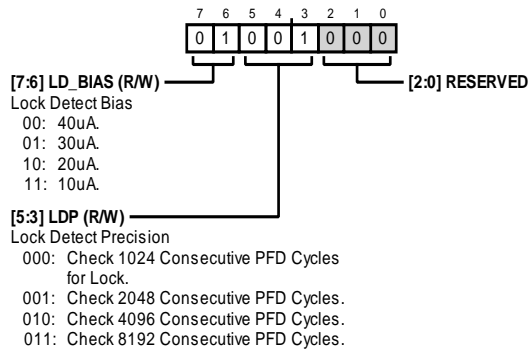 7 6 5 4 3 2 1 0
0 1 0 0 1 0 0 0
[7:6] LD_BIAS (R/W) [2:0] RESERVED
Lock Detect Bias
00: 40uA.
01: 30uA.
10: 20uA.
11: 10uA.
[5:3] LDP (R/W)
Lock Detect Precision
000: Check 1024 Consecutive PFD Cycles
for Lock.
001: Check 2048 Consecutive PFD Cycles.
010: Check 4096 Consecutive PFD Cycles.
011: Check 8192 Consecutive PFD Cycles.